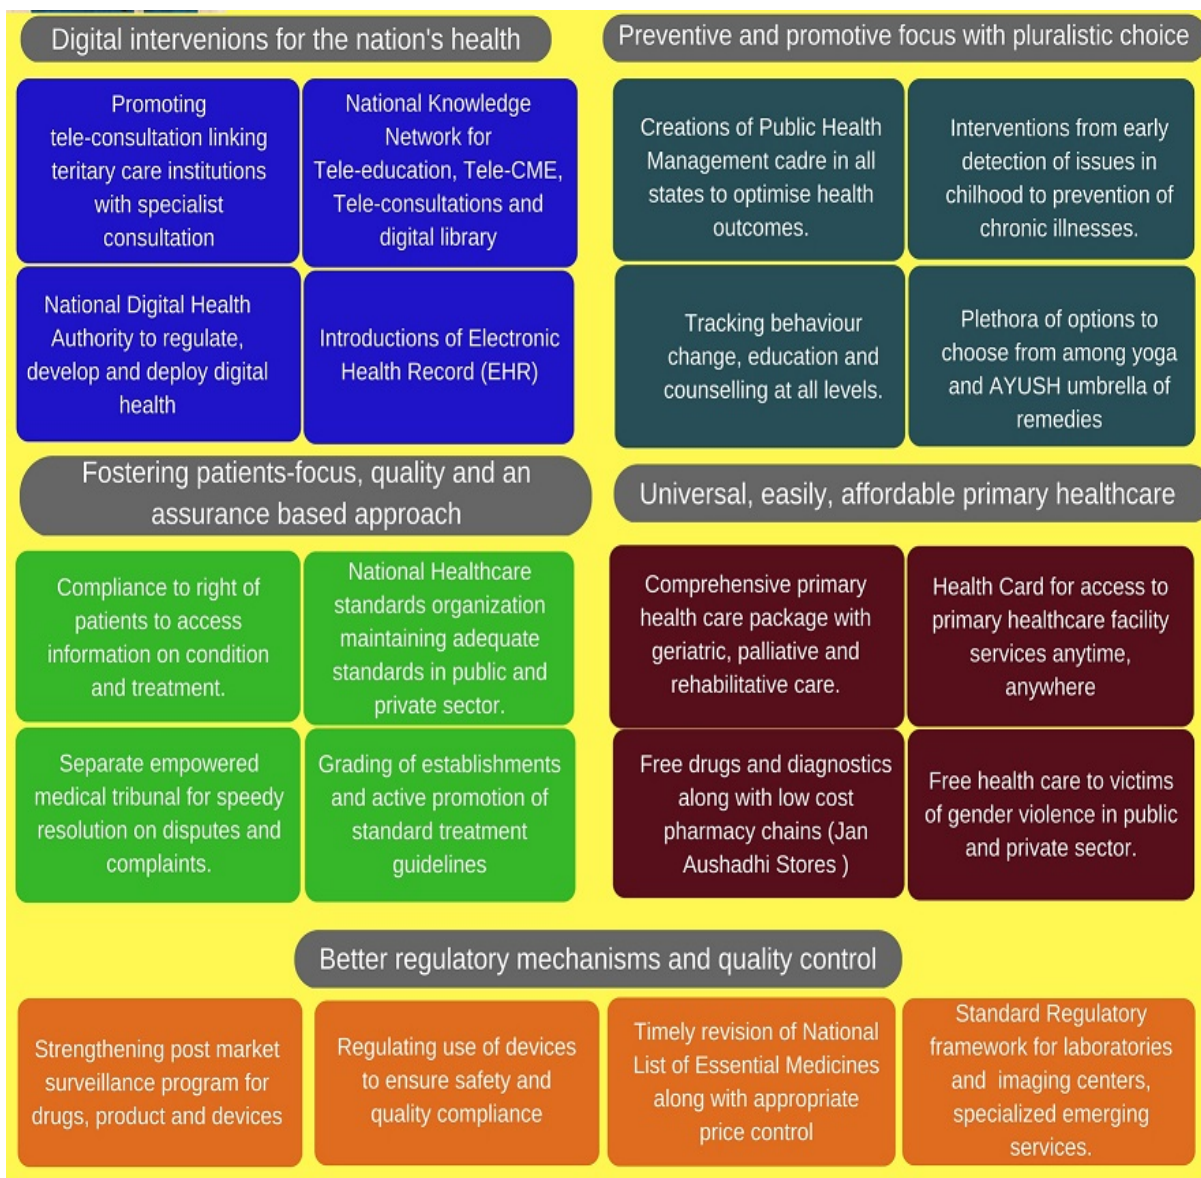 Digital intervenions for the nation's health
Promoting
tele-consultation linking
teritary care institutions
with specialist
consultation
National Knowledge
Network for
Tele-education, Tele-CME,
Tele-consultations and
digital library
National Digital Health
Authority to regulate,
develop and deploy digital
health
Introductions of Electronic
Health Record (EHR)
Preventive and promotive focus with pluralistic choice
Creations of Public Health
Management cadre in all
states to optimise health
outcomes.
Interventions from early
detection of issues in
chilhood to prevention of
chronic illnesses.
Tracking behaviour
change, education and
counselling at all levels.
Plethora of options to
choose from among yoga
and AYUSH umbrella of
remedies
Fostering patients-focus, quality and an
assurance based approach
Compliance to right of
patients to access
information on condition
and treatment.
National Healthcare
standards organization
maintaining adequate
standards in public and
private sector.
Separate empowered
medical tribunal for speedy
resolution on disputes and
complaints.
Grading of establishments
and active promotion of
standard treatment
guidelines
Universal, easily, affordable primary healthcare
Comprehensive primary
health care package with
geriatric, palliative and
rehabilitative care.
Health Card for access to
primary healthcare facility
services anytime,
anywhere
Free drugs and diagnostics
along with low cost
pharmacy chains (Jan
Aushadhi Stores )
Free health care to victims
of gender violence in public
and private sector.
Better regulatory mechanisms and quality control
Strengthening post market
surveillance program for
drugs, product and devices
Regulating use of devices
to ensure safety and
quality compliance
Timely revision of National
List of Essential Medicines
along with appropriate
price control
Standard Regulatory
framework for laboratories
and imaging centers,
specialized emerging
services.